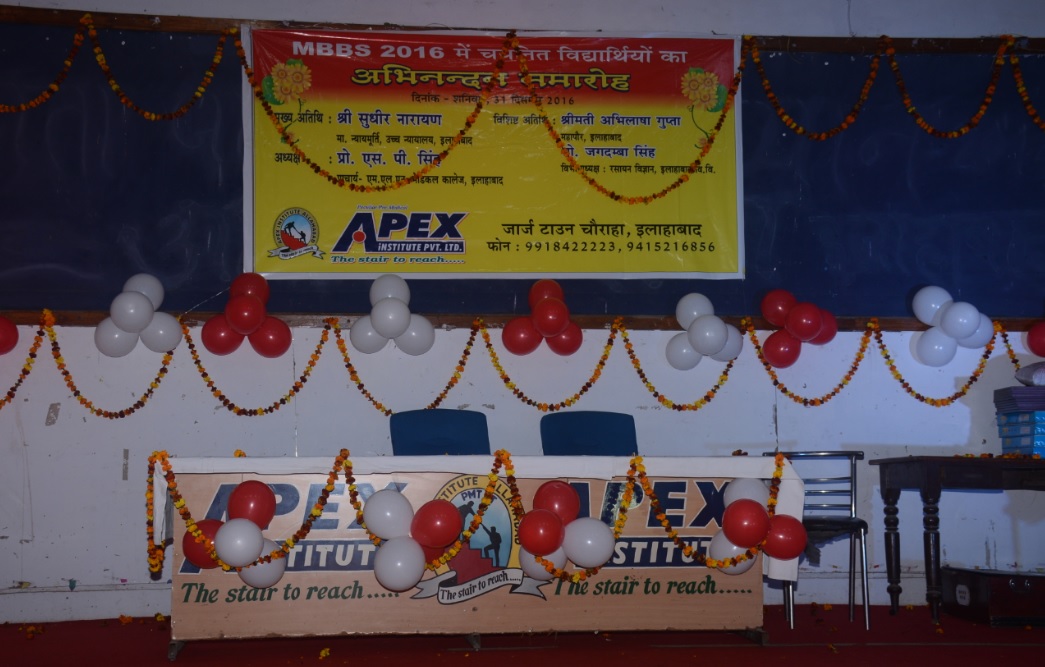 MBBS 2016 में चयनित विद्यार्थियों का
अभिनन्दन समारोह
दिनांक - शनिवार, 31 दिसम्बर 2016
मुख्य अतिथि : श्री सुधीर नारायण
मा. न्यायमूर्ति, उच्च न्यायालय, इलाहाबाद
विशिष्ट अतिथि : श्रीमती अभिलाषा गुप्ता
महापौर, इलाहाबाद
अध्यक्ष : प्रो. एस. पी. सिंह
प्राचार्य- एम.एल.एन. मेडिकल कालेज, इलाहाबाद
प्रो. जगदम्बा सिंह
विभागाध्यक्ष : रसायन विज्ञान, इलाहाबाद वि.वि.
APEX
INSTITUTE PVT. LTD.
The stair to reach.....
जार्ज टाउन चौराहा, इलाहाबाद
फोन : 9918422223, 9415216856
APEX
INSTITUTE
The stair to reach.....
INSTITUTE ALLAHABAD
PMT
The stair to reach.....
APEX
INSTITUTE
The stair to reach.....